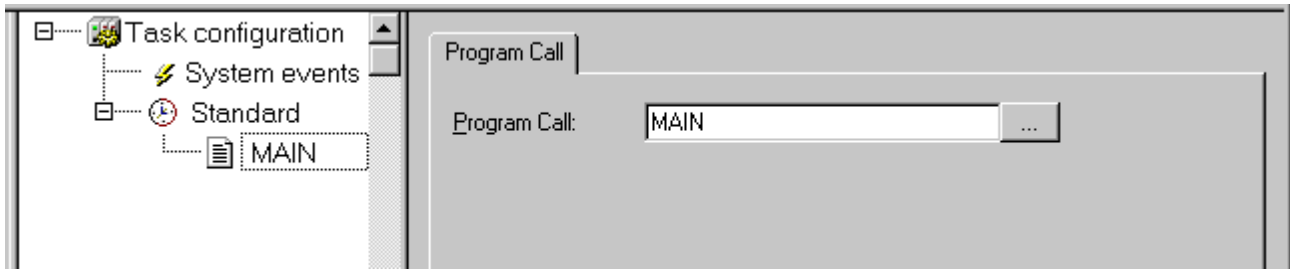 Task configuration
System events
Standard
MAIN
Program Call
Program Call: MAIN ...